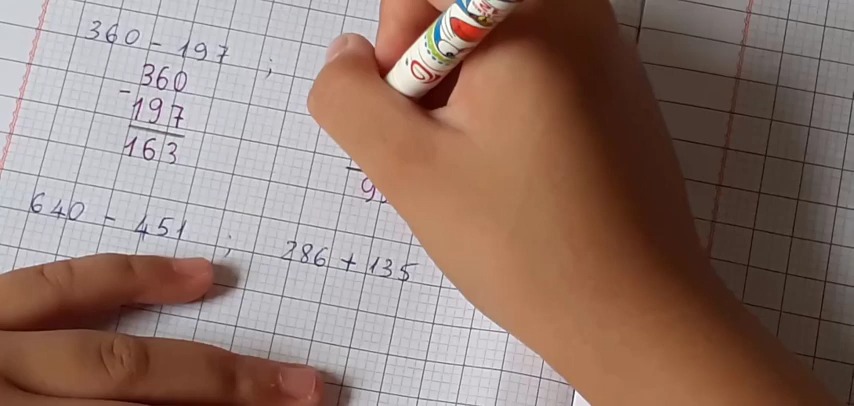 360 - 197 ;
360
- 197
163
640 - 451 ; 286 + 135